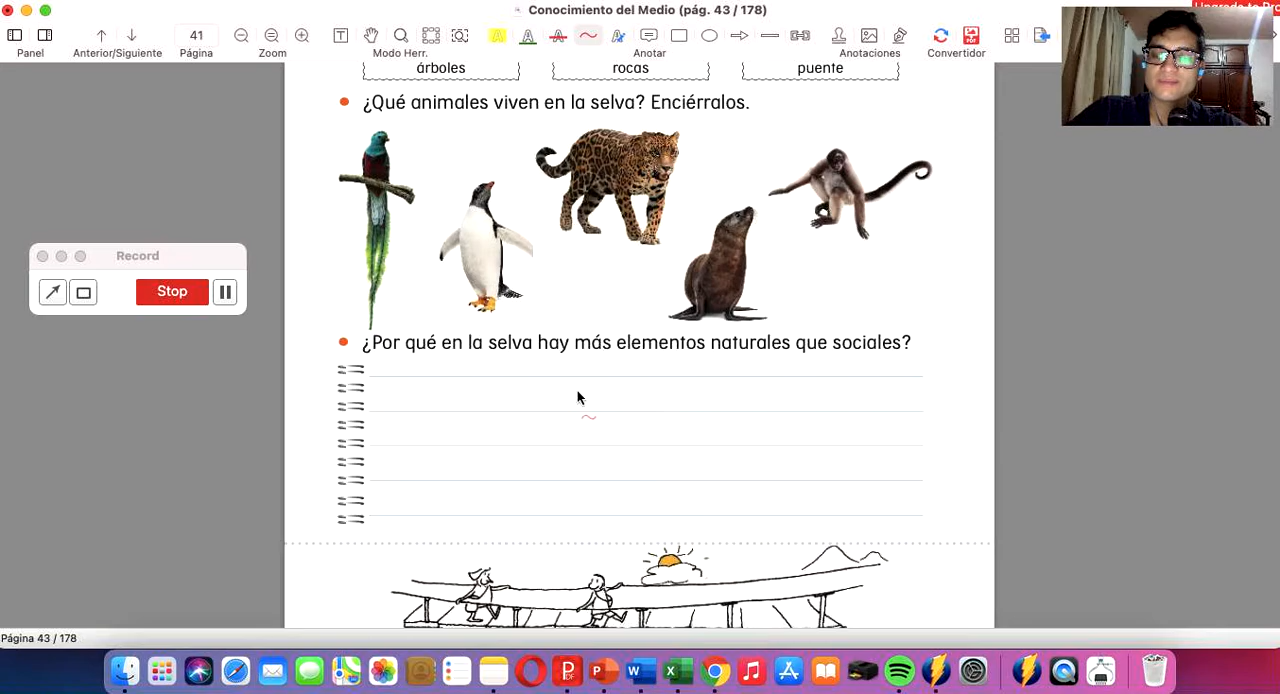 Conocimiento del Medio (pág. 43 / 178)
41
Panel
Anterior/Siguiente
Página
Zoom
Modo Herr.
Anotar
Anotaciones
Convertidor
árboles
rocas
puente
¿Qué animales viven en la selva? Enciérralos.
Record
Stop
¿Por qué en la selva hay más elementos naturales que sociales?
Página 43 / 178